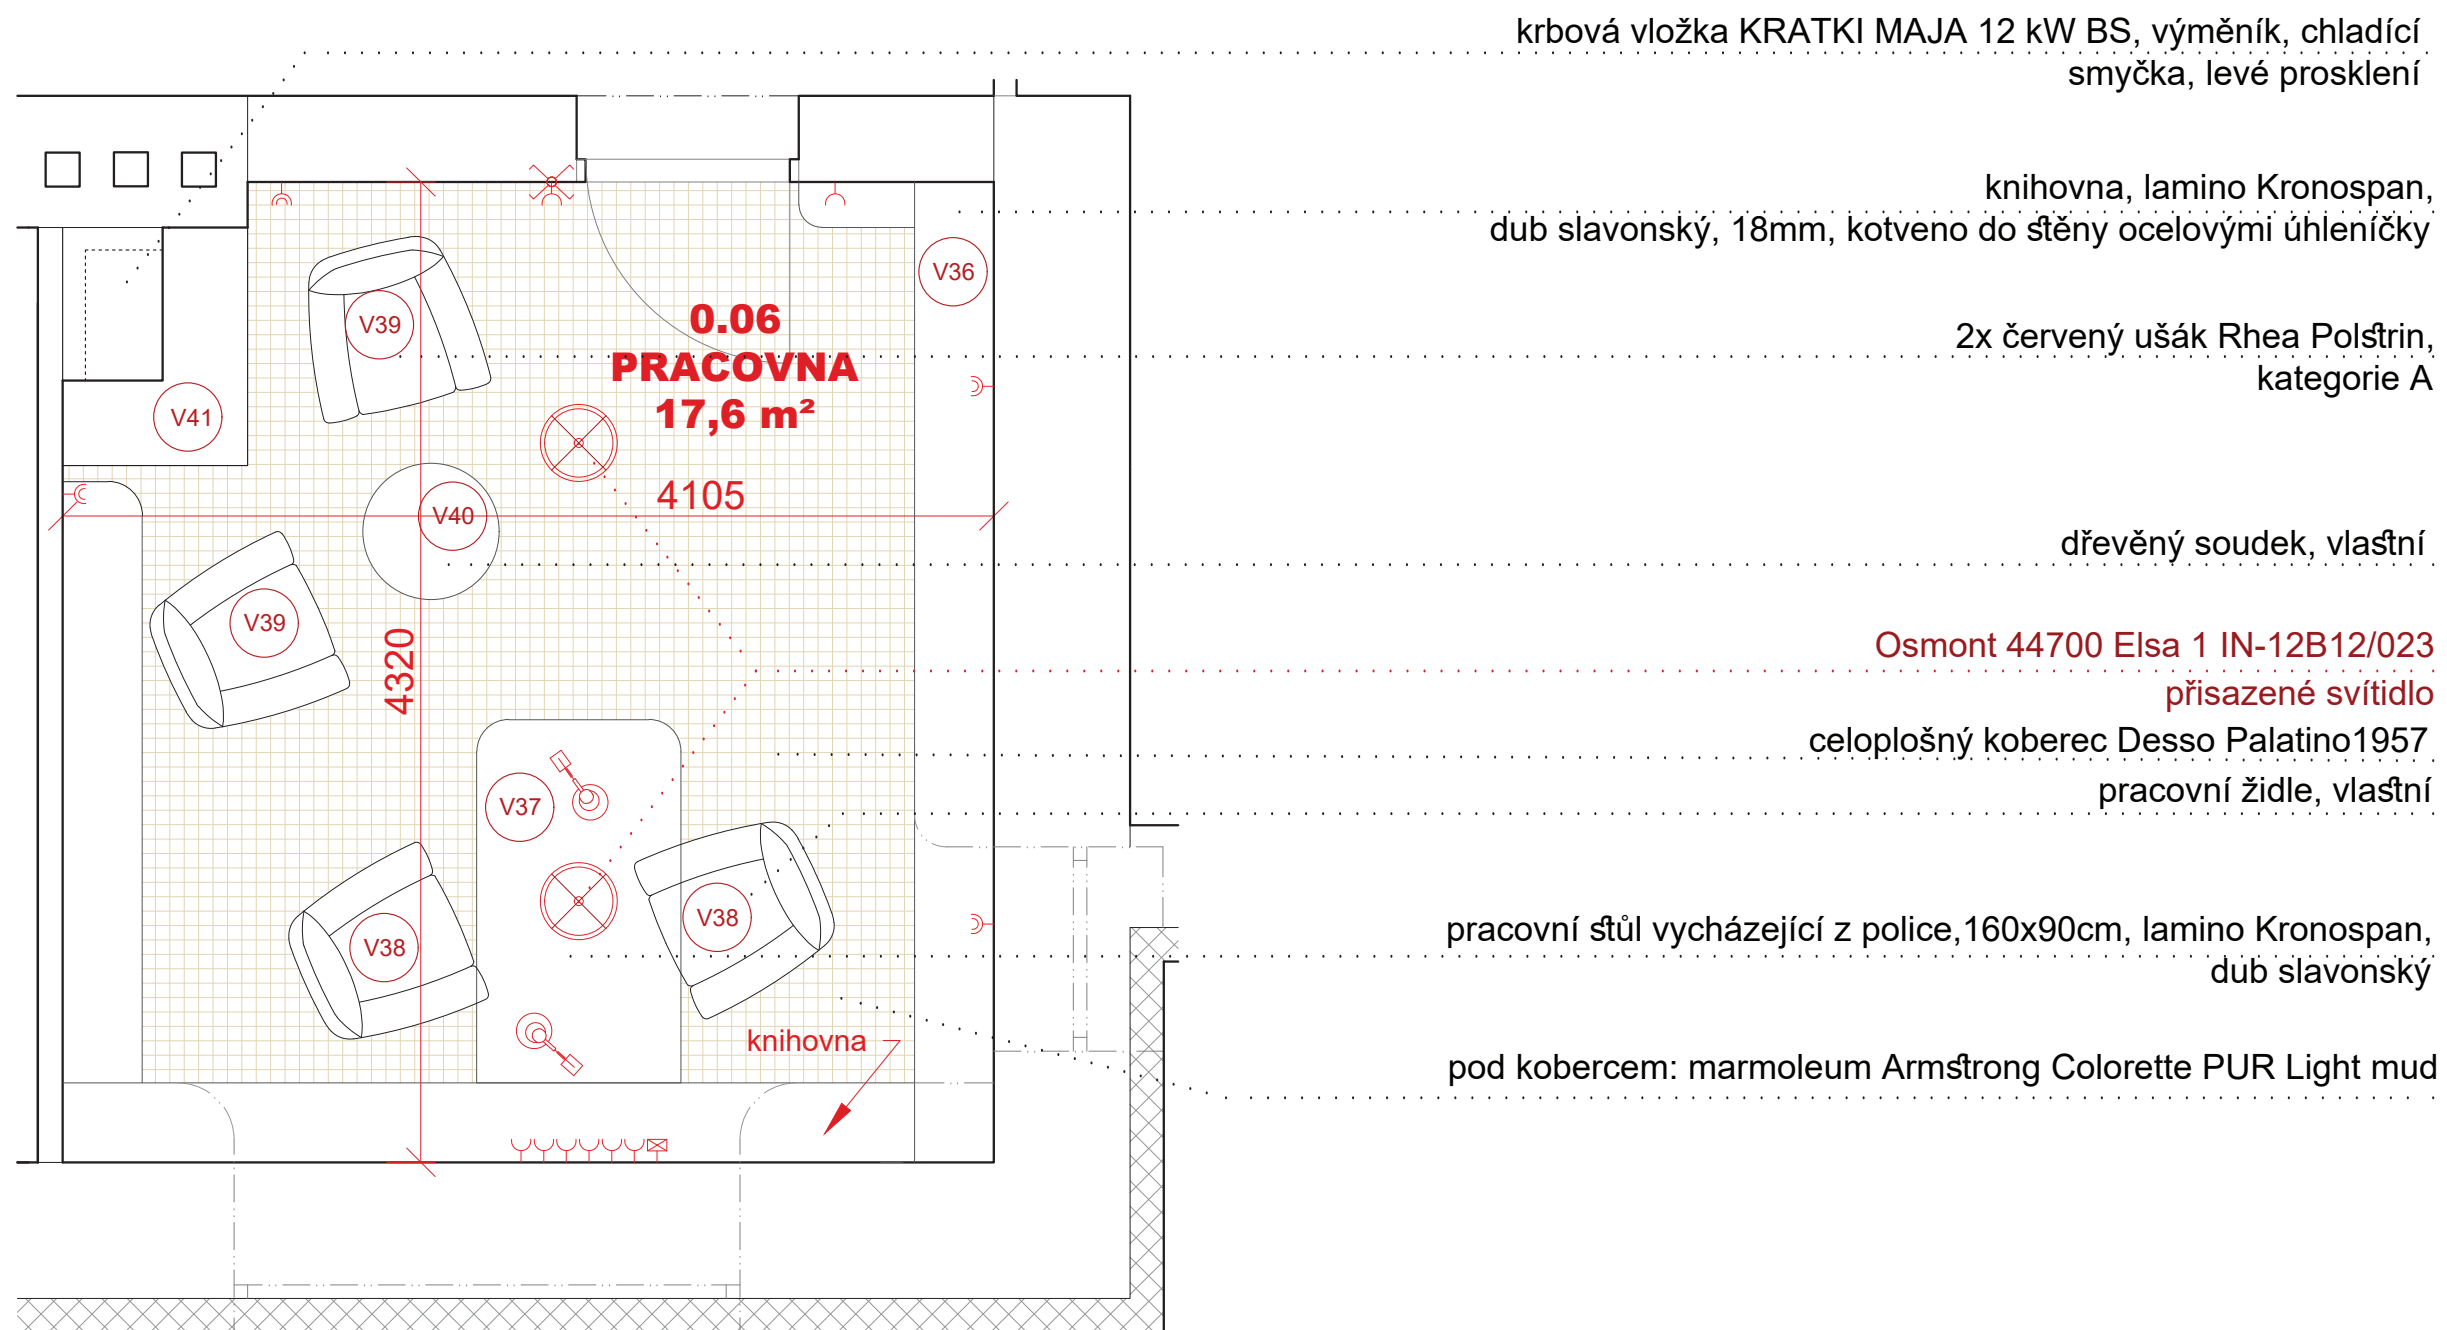 krbová vložka KRATKI MAJA 12 kW BS, výměník, chladící
smyčka, levé prosklení
knihovna, lamino Kronospan,
dub slavonský, 18mm, kotveno do stěny ocelovými úhleníčky
V36
0.06
PRACOVNA
17,6 m²
V39
2x červený ušák Rhea Polstrin,
kategorie A
V41
4105
V40
dřevěný soudek, vlastní
V39
4320
Osmont 44700 Elsa 1 IN-12B12/023
přisazené svítidlo
celoplošný koberec Desso Palatino1957
pracovní židle, vlastní
V37
V38
V38
pracovní stůl vycházející z police,160x90cm, lamino Kronospan,
dub slavonský
knihovna
pod kobercem: marmoleum Armstrong Colorette PUR Light mud